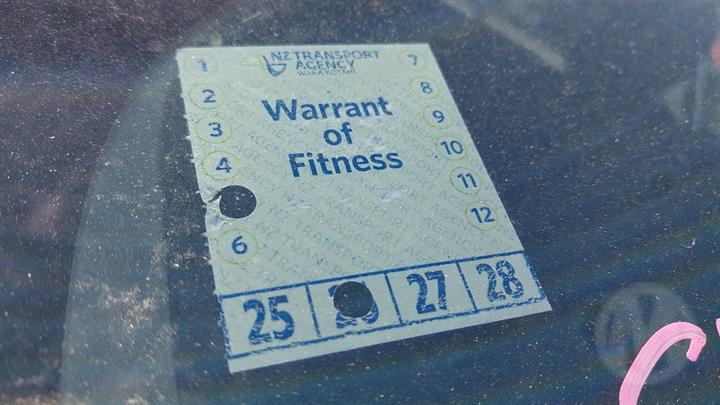 NZ TRANSPORT
AGENCY
WAKA KOTAHI
Warrant
of
Fitness
1
2
3
4
6
7
8
9
10
11
12
25
27
28